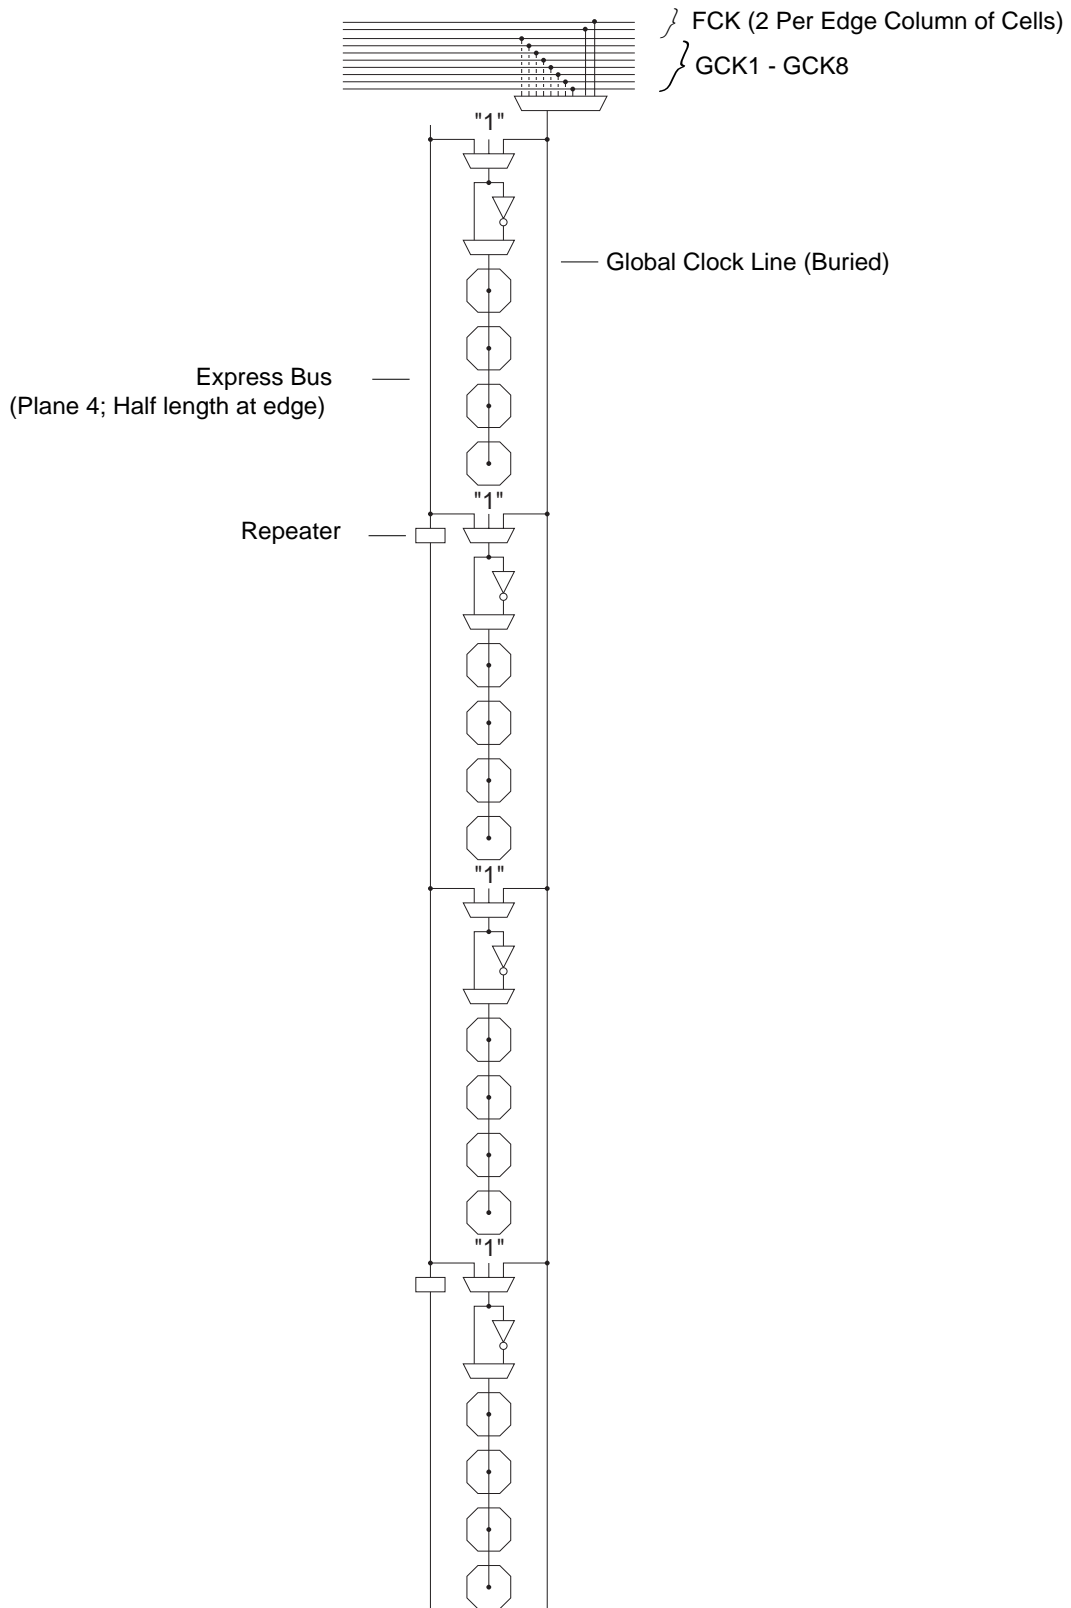 FCK (2 Per Edge Column of Cells)
GCK1 - GCK8
"1"
Global Clock Line (Buried)
Express Bus
(Plane 4; Half length at edge)
"1"
Repeater
"1"
"1"